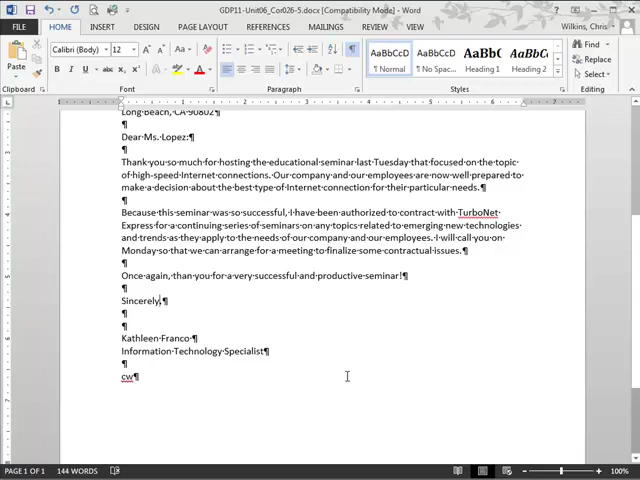 GDP11-Unit06_Cor026-5.docx [Compatibility Mode] - Word
FILE HOME INSERT DESIGN PAGE LAYOUT REFERENCES MAILINGS REVIEW VIEW Wilkins, Chris
Calibri (Body) 12 AaBbCcD AaBbCcD AaBbC AaBbCc Find
Paste Replace
B I U A ¶ Normal ¶ No Spac... Heading 1 Heading 2 Select
Clipboard Font Paragraph Styles Editing
Long·Beach,·CA·90802¶
¶
Dear·Ms.·Lopez:¶
¶
Thank·you·so·much·for·hosting·the·educational·seminar·last·Tuesday·that·focused·on·the·topic·
of·high-speed·Internet·connections.·Our·company·and·our·employees·are·now·well·prepared·to·
make·a·decision·about·the·best·type·of·Internet·connection·for·their·particular·needs.¶
¶
Because·this·seminar·was·so·successful,·I·have·been·authorized·to·contract·with·TurboNet·
Express·for·a·continuing·series·of·seminars·on·any·topics·related·to·emerging·new·technologies·
and·trends·as·they·apply·to·the·needs·of·our·company·and·our·employees.·I·will·call·you·on·
Monday·so·that·we·can·arrange·for·a·meeting·to·finalize·some·contractual·issues.¶
¶
Once·again,·than·you·for·a·very·successful·and·productive·seminar!¶
¶
Sincerely,¶
¶
¶
Kathleen·Franco·¶
Information·Technology·Specialist¶
¶
cw¶
PAGE 1 OF 1 144 WORDS 100%